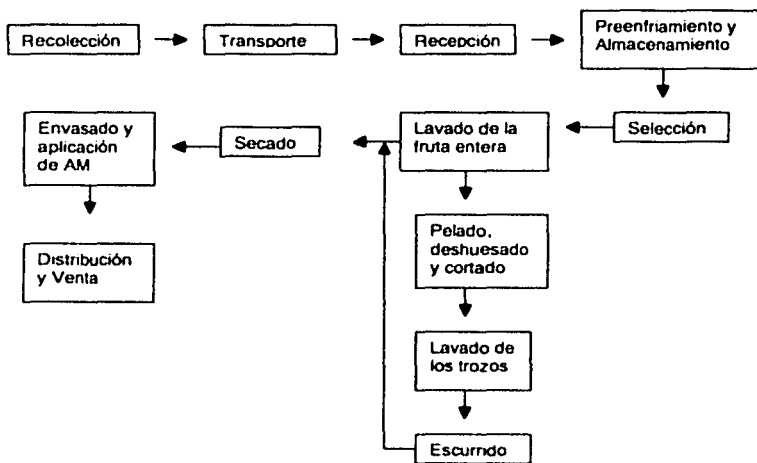 Recolección
Transporte
Recepción
Preenfriamiento y
Almacenamiento
Selección
Lavado de la
fruta entera
Secado
Envasado y
aplicación
de AM
Distribución
y Venta
Pelado,
deshuesado
y cortado
Lavado de
los trozos
Escurrido